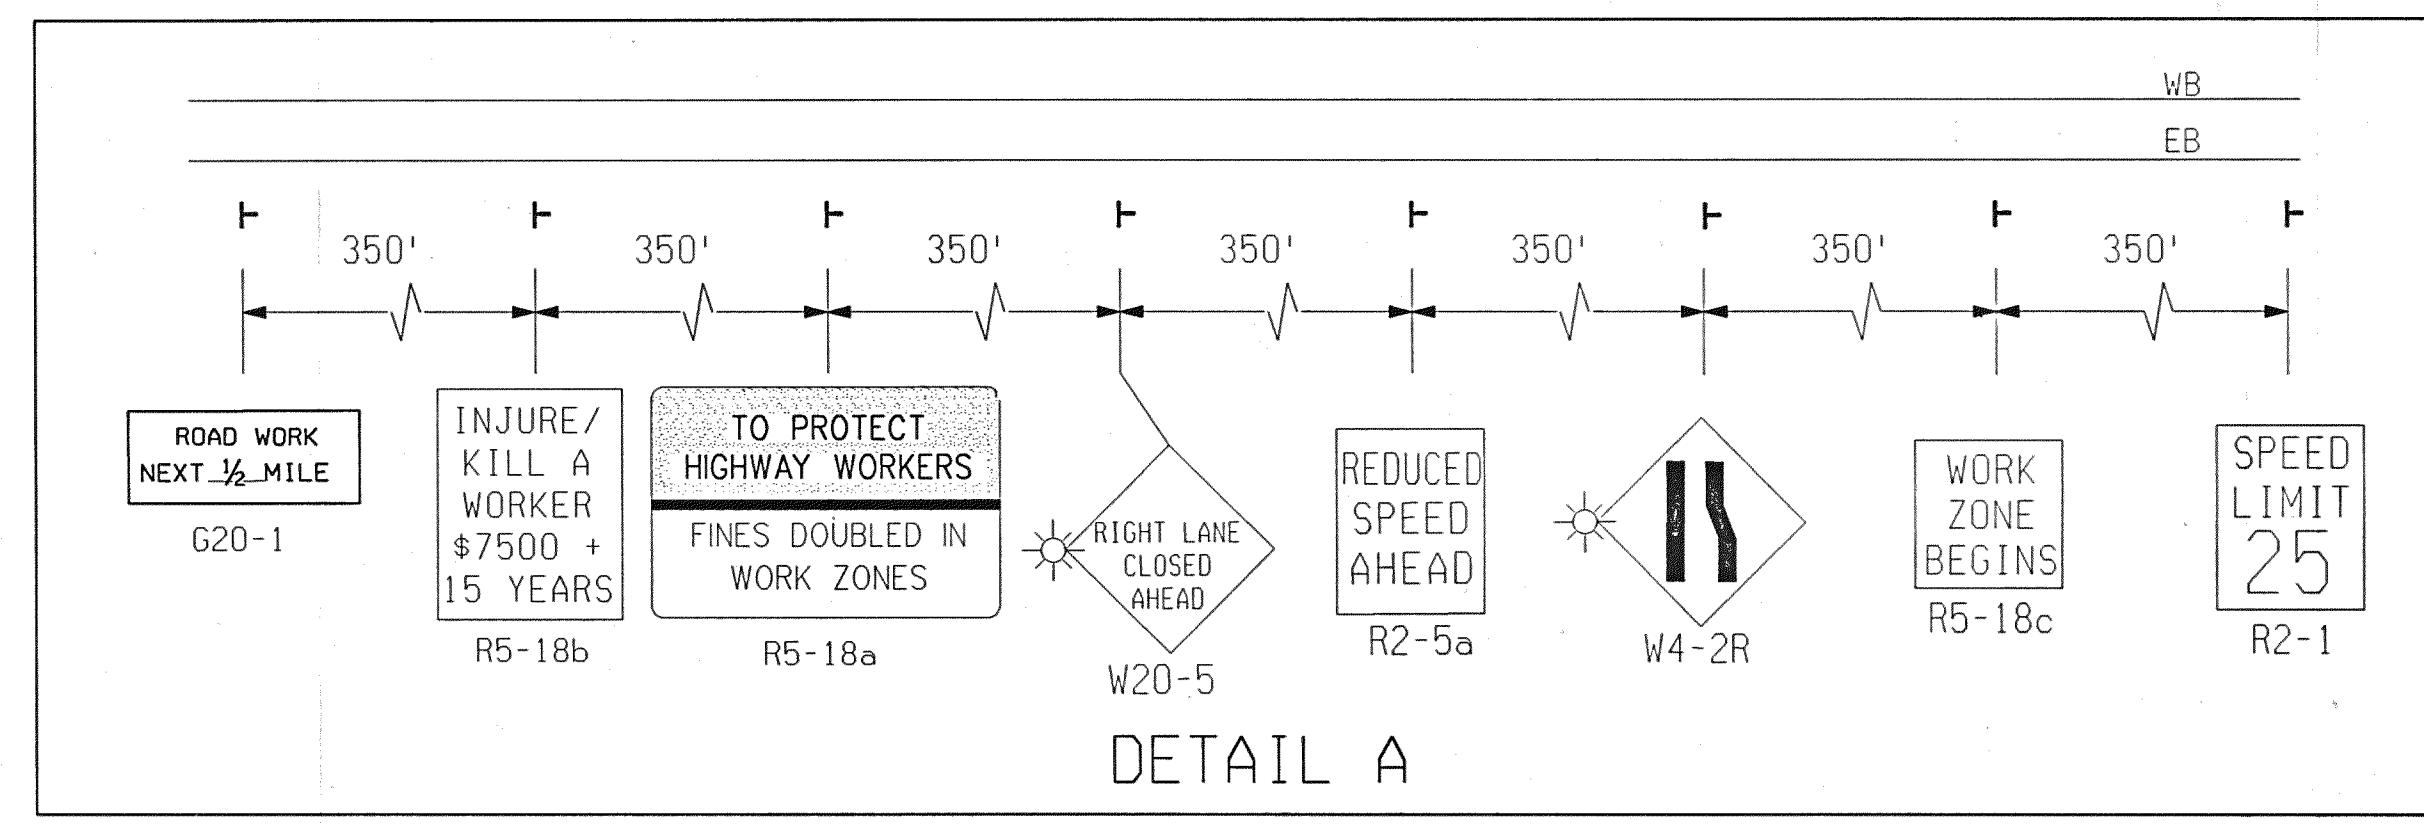 WB
EB
350' 350' 350' 350' 350' 350' 350'
ROAD WORK
NEXT ½ MILE
G20-1
INJURE/
KILL A
WORKER
$7500 +
15 YEARS
R5-18b
TO PROTECT
HIGHWAY WORKERS
FINES DOUBLED IN
WORK ZONES
R5-18a
RIGHT LANE
CLOSED
AHEAD
W20-5
REDUCED
SPEED
AHEAD
R2-5a
W4-2R
WORK
ZONE
BEGINS
R5-18c
SPEED
LIMIT
25
R2-1
DETAIL A